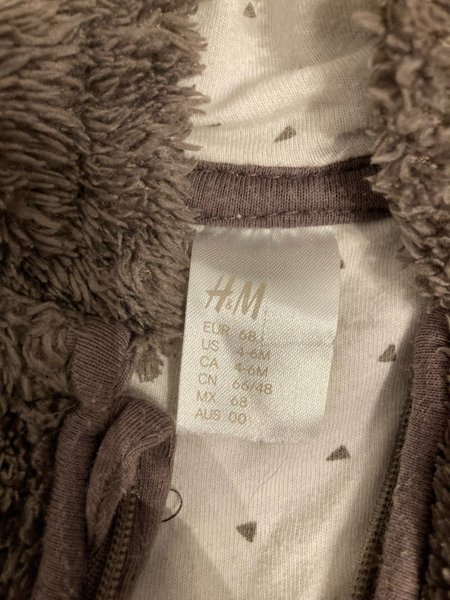 H&M
EUR 68
US 4-6M
CA 4-6M
CN 66/48
MX 68
AUS 00